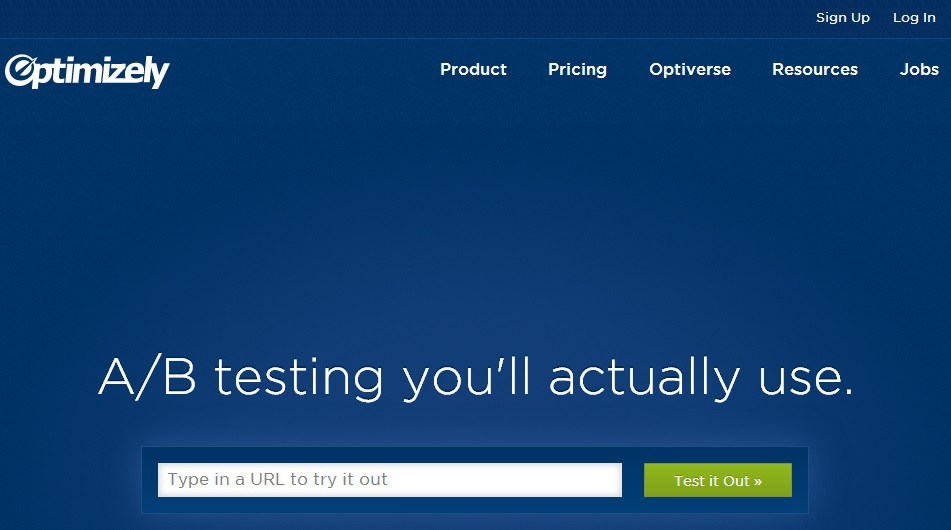 Sign Up Log In
Optimizely
Product Pricing Optiverse Resources Jobs
A/B testing you'll actually use.
Type in a URL to try it out
Test it Out »